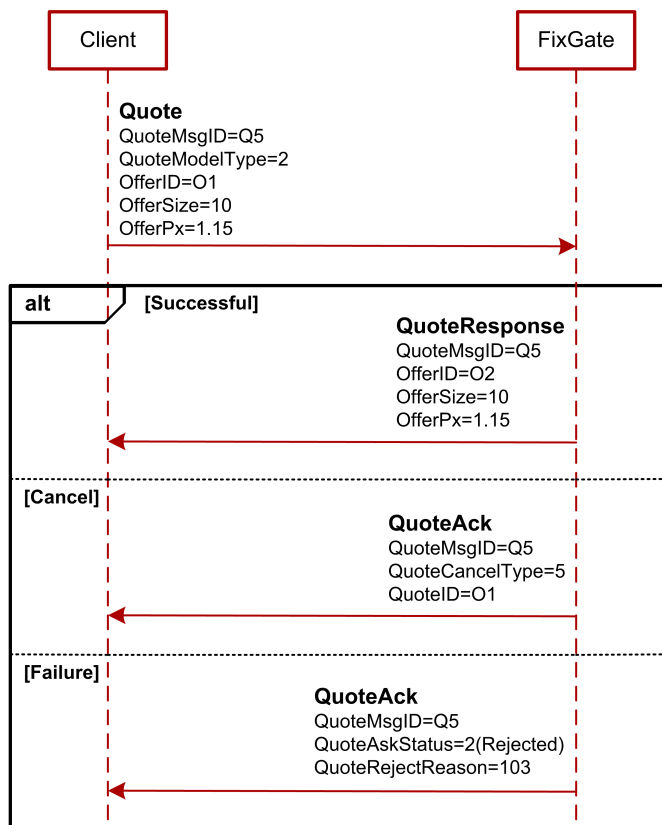 Client
FixGate
Quote
QuoteMsgID=Q5
QuoteModelType=2
OfferID=O1
OfferSize=10
OfferPx=1.15
alt
[Successful]
QuoteResponse
QuoteMsgID=Q5
OfferID=O2
OfferSize=10
OfferPx=1.15
[Cancel]
QuoteAck
QuoteMsgID=Q5
QuoteCancelType=5
QuoteID=O1
[Failure]
QuoteAck
QuoteMsgID=Q5
QuoteAskStatus=2(Rejected)
QuoteRejectReason=103